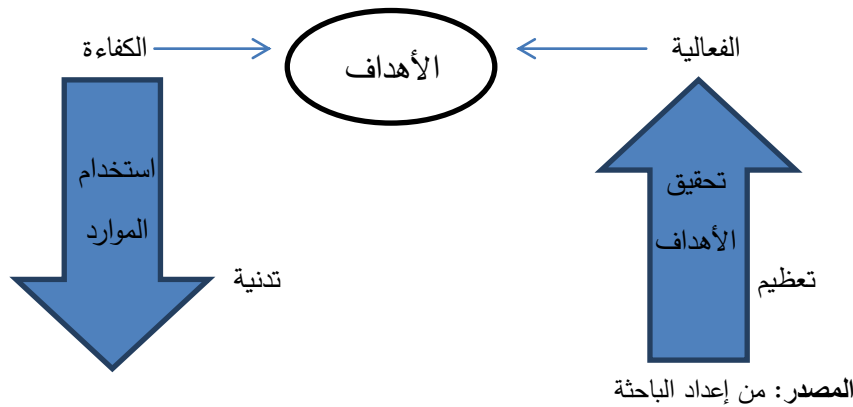 الفعالية
الأهداف
الكفاءة
تحقيق
الأهداف
تعظيم
استخدام
الموارد
تدنية
المصدر: من إعداد الباحثة